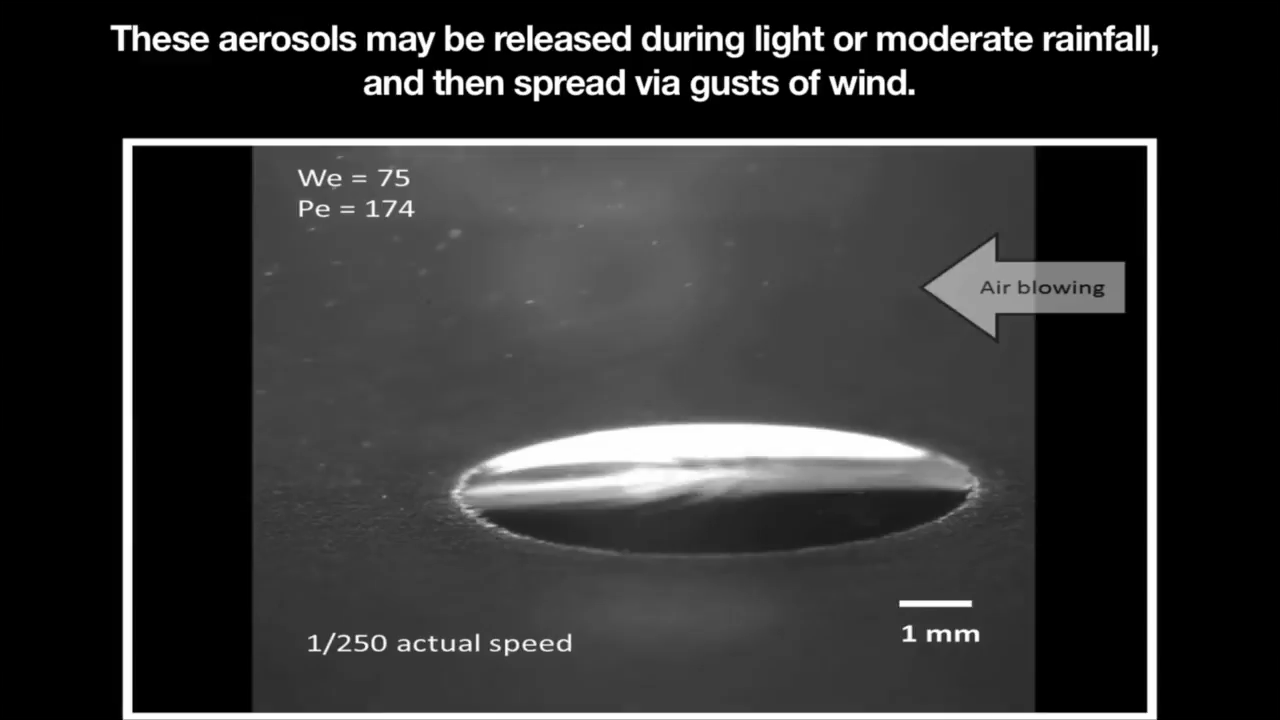 These aerosols may be released during light or moderate rainfall,
and then spread via gusts of wind.
We = 75
Pe = 174
Air blowing
1/250 actual speed
1 mm